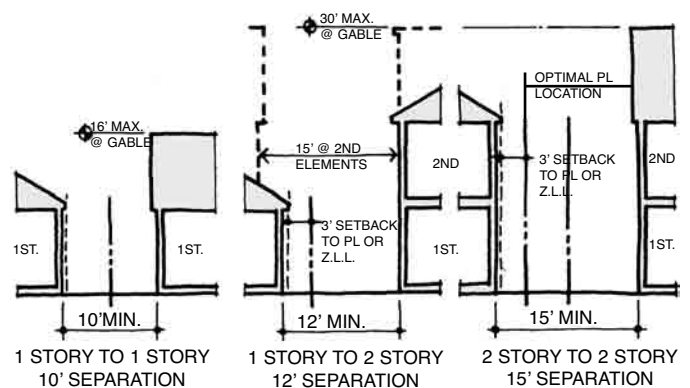 16' MAX.
@ GABLE
1ST.
1ST.
10'MIN.
1 STORY TO 1 STORY
10' SEPARATION
30' MAX.
@ GABLE
15' @ 2ND
ELEMENTS
2ND
3' SETBACK
TO PL OR
Z.L.L.
1ST.
12' MIN.
1 STORY TO 2 STORY
12' SEPARATION
OPTIMAL PL
LOCATION
3' SETBACK
TO PL OR
Z.L.L.
2ND
1ST.
15' MIN.
2 STORY TO 2 STORY
15' SEPARATION